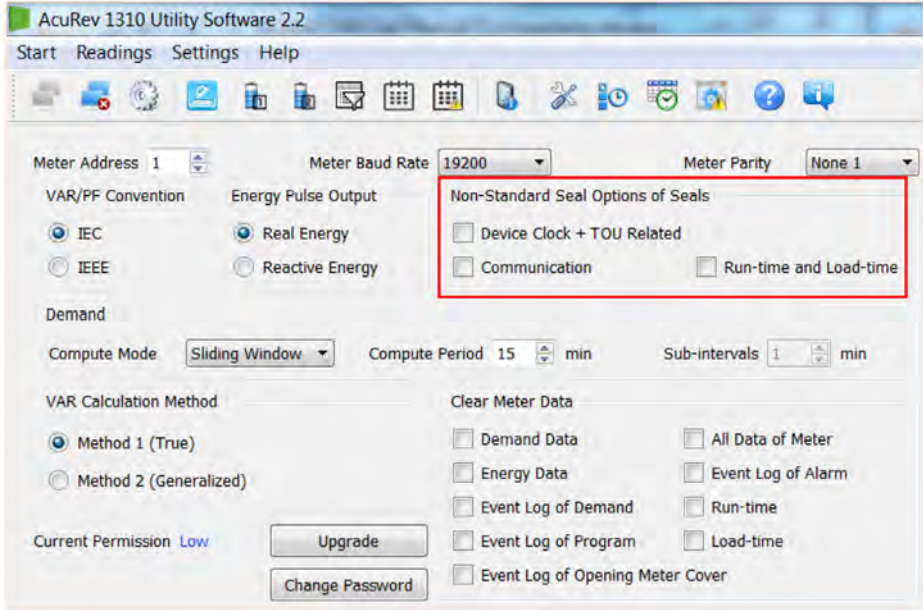 AcuRev 1310 Utility Software 2.2
Start Readings Settings Help
Meter Address 1 Meter Baud Rate 19200 Meter Parity None 1
VAR/PF Convention Energy Pulse Output Non-Standard Seal Options of Seals
IEC Real Energy Device Clock + TOU Related
IEEE Reactive Energy Communication Run-time and Load-time
Demand
Compute Mode Sliding Window Compute Period 15 min Sub-intervals 1 min
VAR Calculation Method Clear Meter Data
Method 1 (True) Demand Data All Data of Meter
Method 2 (Generalized) Energy Data Event Log of Alarm
Event Log of Demand Run-time
Current Permission Low Upgrade Event Log of Program Load-time
Change Password Event Log of Opening Meter Cover